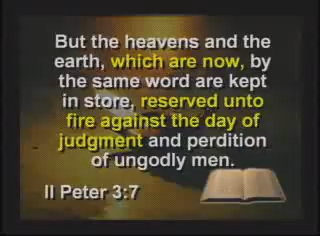 But the heavens and the
earth, which are now, by
the same word are kept
in store, reserved unto
fire against the day of
judgment and perdition
of ungodly men.
II Peter 3:7